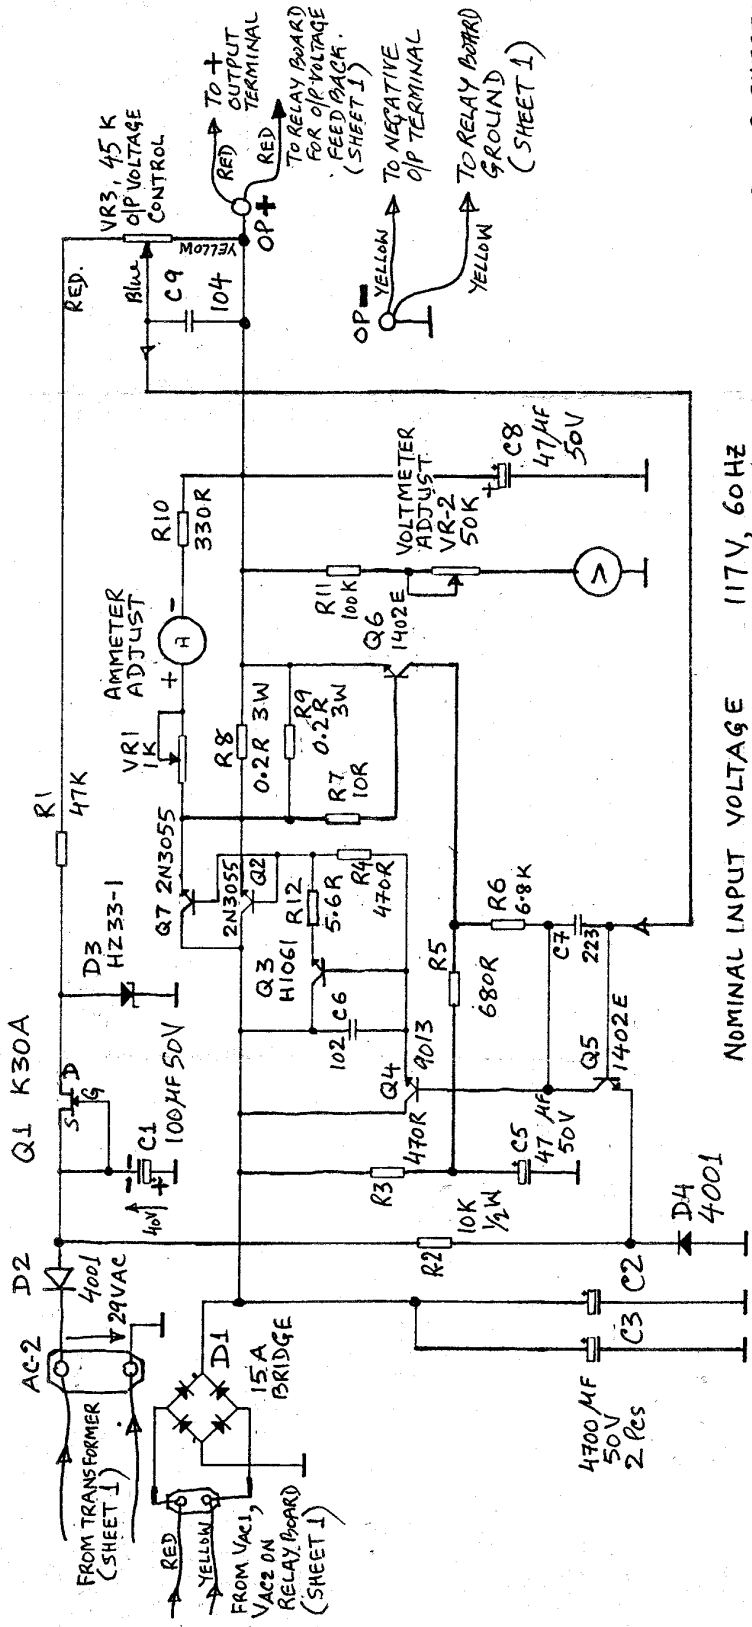 AC-2
FROM TRANSFORMER
(SHEET 1)
D2
4001
29VAC
Q1 K30A
S
D
G
C1
100µF 50V
40V
D3
HZ33-1
R1
47K
RED.
VR3, 45K
O/P VOLTAGE
CONTROL
Blue
YELLOW
C9
104
RED
TO +
OUTPUT
TERMINAL
RED
TO RELAY BOARD
FOR O/P VOLTAGE
FEED BACK.
(SHEET 1)
OP+
OP-
YELLOW
TO NEGATIVE
O/P TERMINAL
YELLOW
TO RELAY BOARD
GROUND
(SHEET 1)
RED
YELLOW
FROM VAC1,
VAC2 ON
RELAY BOARD
(SHEET 1)
D1
15A
BRIDGE
AMMETER
ADJUST
VR1
1K
+
A
-
R10
330R
Q7 2N3055
2N3055
Q2
R8
0.2R 3W
R9
0.2R
3W
R7
10R
Q3
H1061
R12
5.6R
R4
470R
C6
102
Q4
9013
R3
470R
Q6
1402E
R11
100K
VOLTMETER
ADJUST
VR-2
50K
V
C8
47µF
50V
+
R5
680R
R6
6.8K
C7
223
Q5
1402E
C5
47 µF
50V
R2
10K
½W
D4
4001
C2
C3
4700µF
50V
2 Pcs
NOMINAL INPUT VOLTAGE 117V, 60Hz